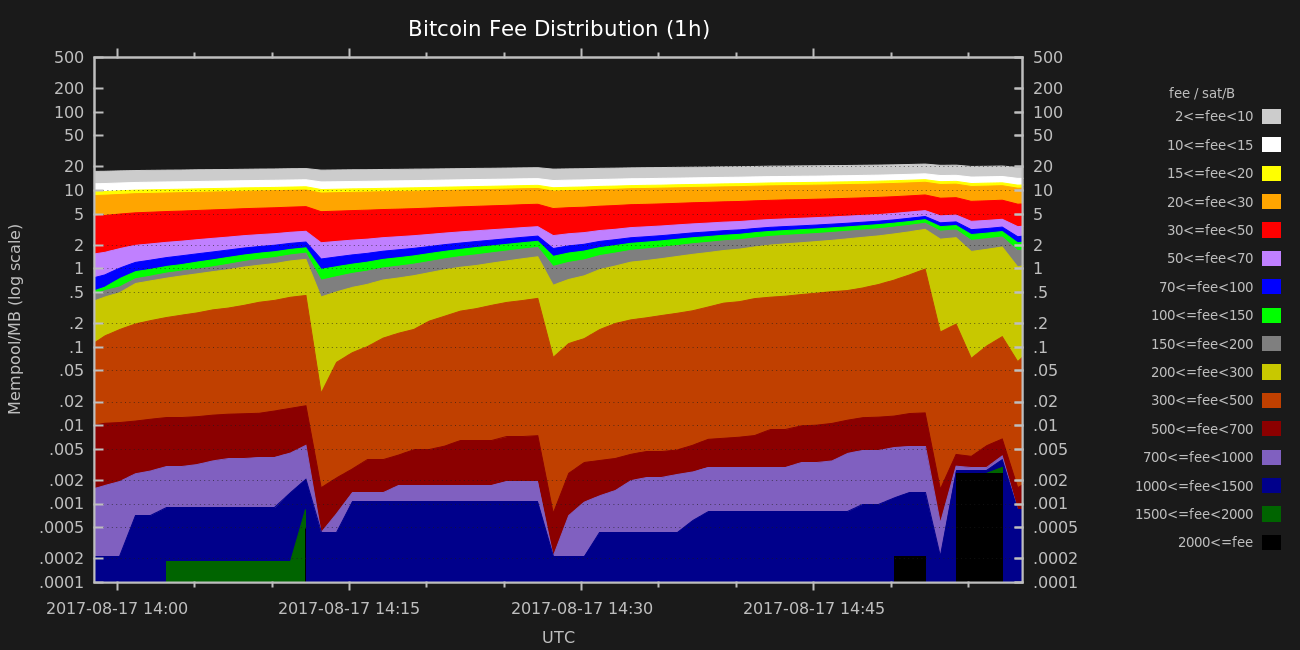 Bitcoin Fee Distribution (1h)
500
200
100
50
20
10
5
2
1
.5
.2
.1
.05
.02
.01
.005
.002
.001
.0005
.0002
.0001
Mempool/MB (log scale)
500
200
100
50
20
10
5
2
1
.5
.2
.1
.05
.02
.01
.005
.002
.001
.0005
.0002
.0001
2017-08-17 14:00
2017-08-17 14:15
2017-08-17 14:30
2017-08-17 14:45
UTC
fee / sat/B
2<=fee<10
10<=fee<15
15<=fee<20
20<=fee<30
30<=fee<50
50<=fee<70
70<=fee<100
100<=fee<150
150<=fee<200
200<=fee<300
300<=fee<500
500<=fee<700
700<=fee<1000
1000<=fee<1500
1500<=fee<2000
2000<=fee